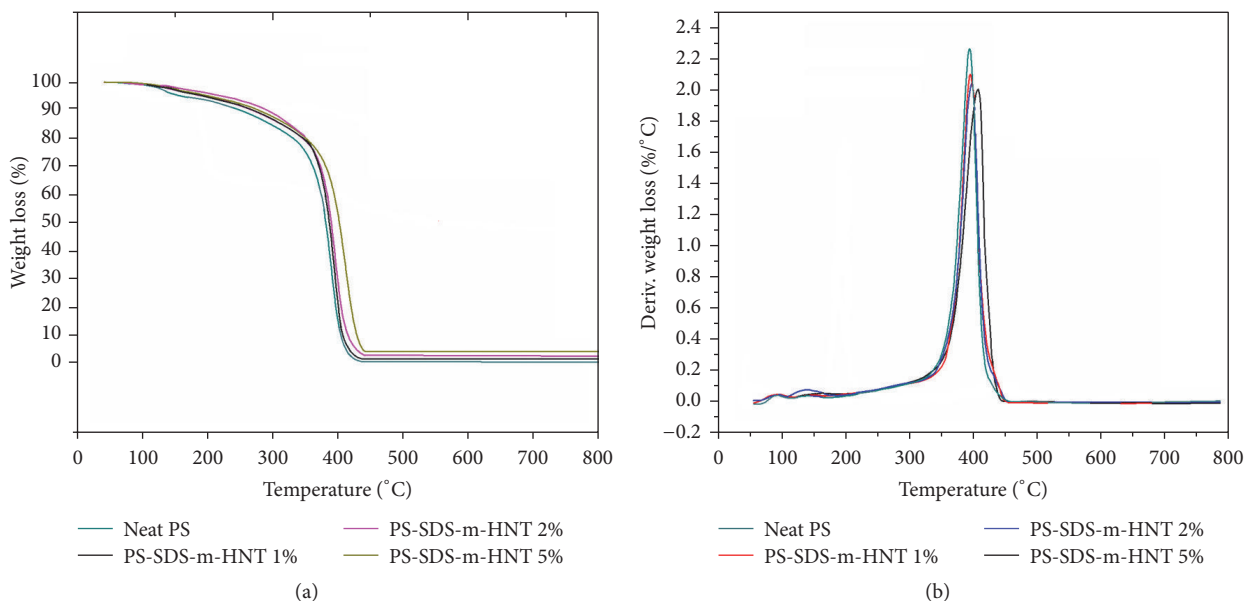 Weight loss (%)
100
90
80
70
60
50
40
30
20
10
0
0 100 200 300 400 500 600 700 800
Temperature (°C)
Neat PS PS-SDS-m-HNT 2%
PS-SDS-m-HNT 1% PS-SDS-m-HNT 5%
(a)
Deriv. weight loss (%/°C)
2.4
2.2
2.0
1.8
1.6
1.4
1.2
1.0
0.8
0.6
0.4
0.2
0.0
−0.2
0 100 200 300 400 500 600 700 800
Temperature (°C)
Neat PS PS-SDS-m-HNT 2%
PS-SDS-m-HNT 1% PS-SDS-m-HNT 5%
(b)